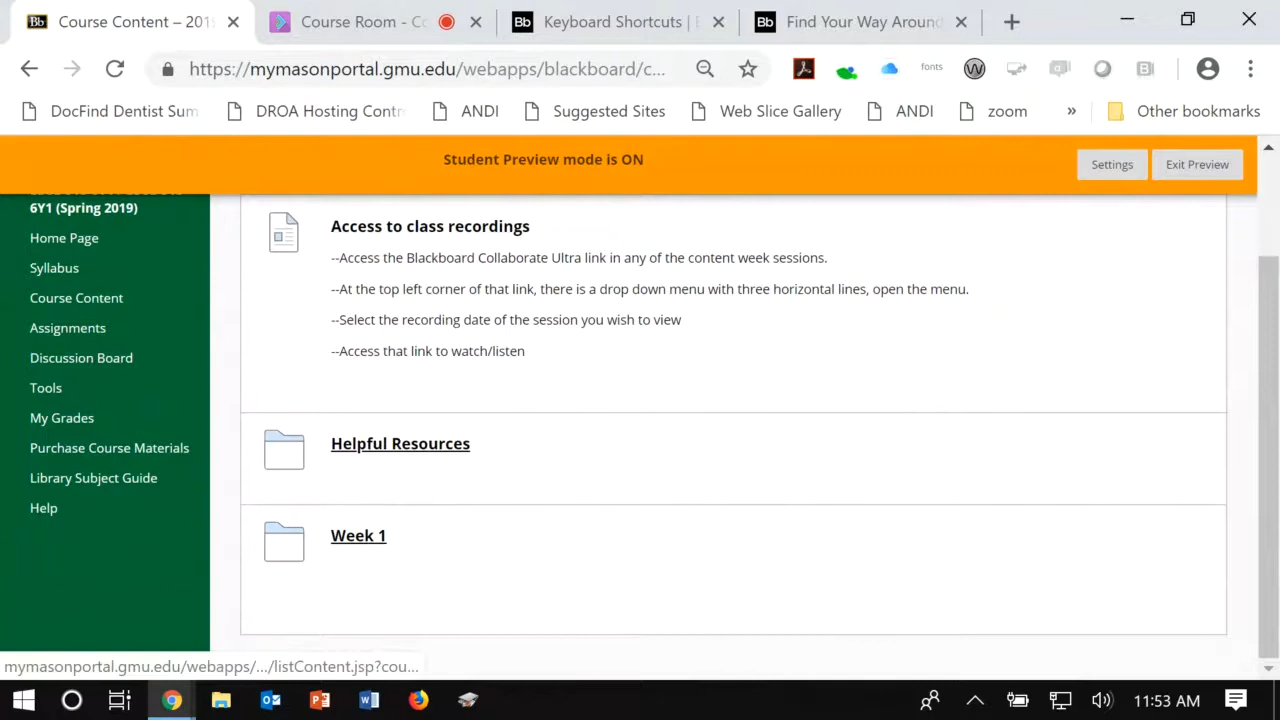 Course Content – 201
Course Room - Co
Bb
Keyboard Shortcuts | B
Bb
Find Your Way Around
https://mymasonportal.gmu.edu/webapps/blackboard/c...
fonts
DocFind Dentist Sum
DROA Hosting Contr
ANDI
Suggested Sites
Web Slice Gallery
ANDI
zoom
»
Other bookmarks
Student Preview mode is ON
Settings
Exit Preview
6Y1 (Spring 2019)
Home Page
Syllabus
Course Content
Assignments
Discussion Board
Tools
My Grades
Purchase Course Materials
Library Subject Guide
Help
Access to class recordings
--Access the Blackboard Collaborate Ultra link in any of the content week sessions.
--At the top left corner of that link, there is a drop down menu with three horizontal lines, open the menu.
--Select the recording date of the session you wish to view
--Access that link to watch/listen
Helpful Resources
Week 1
mymasonportal.gmu.edu/webapps/.../listContent.jsp?cou...
11:53 AM